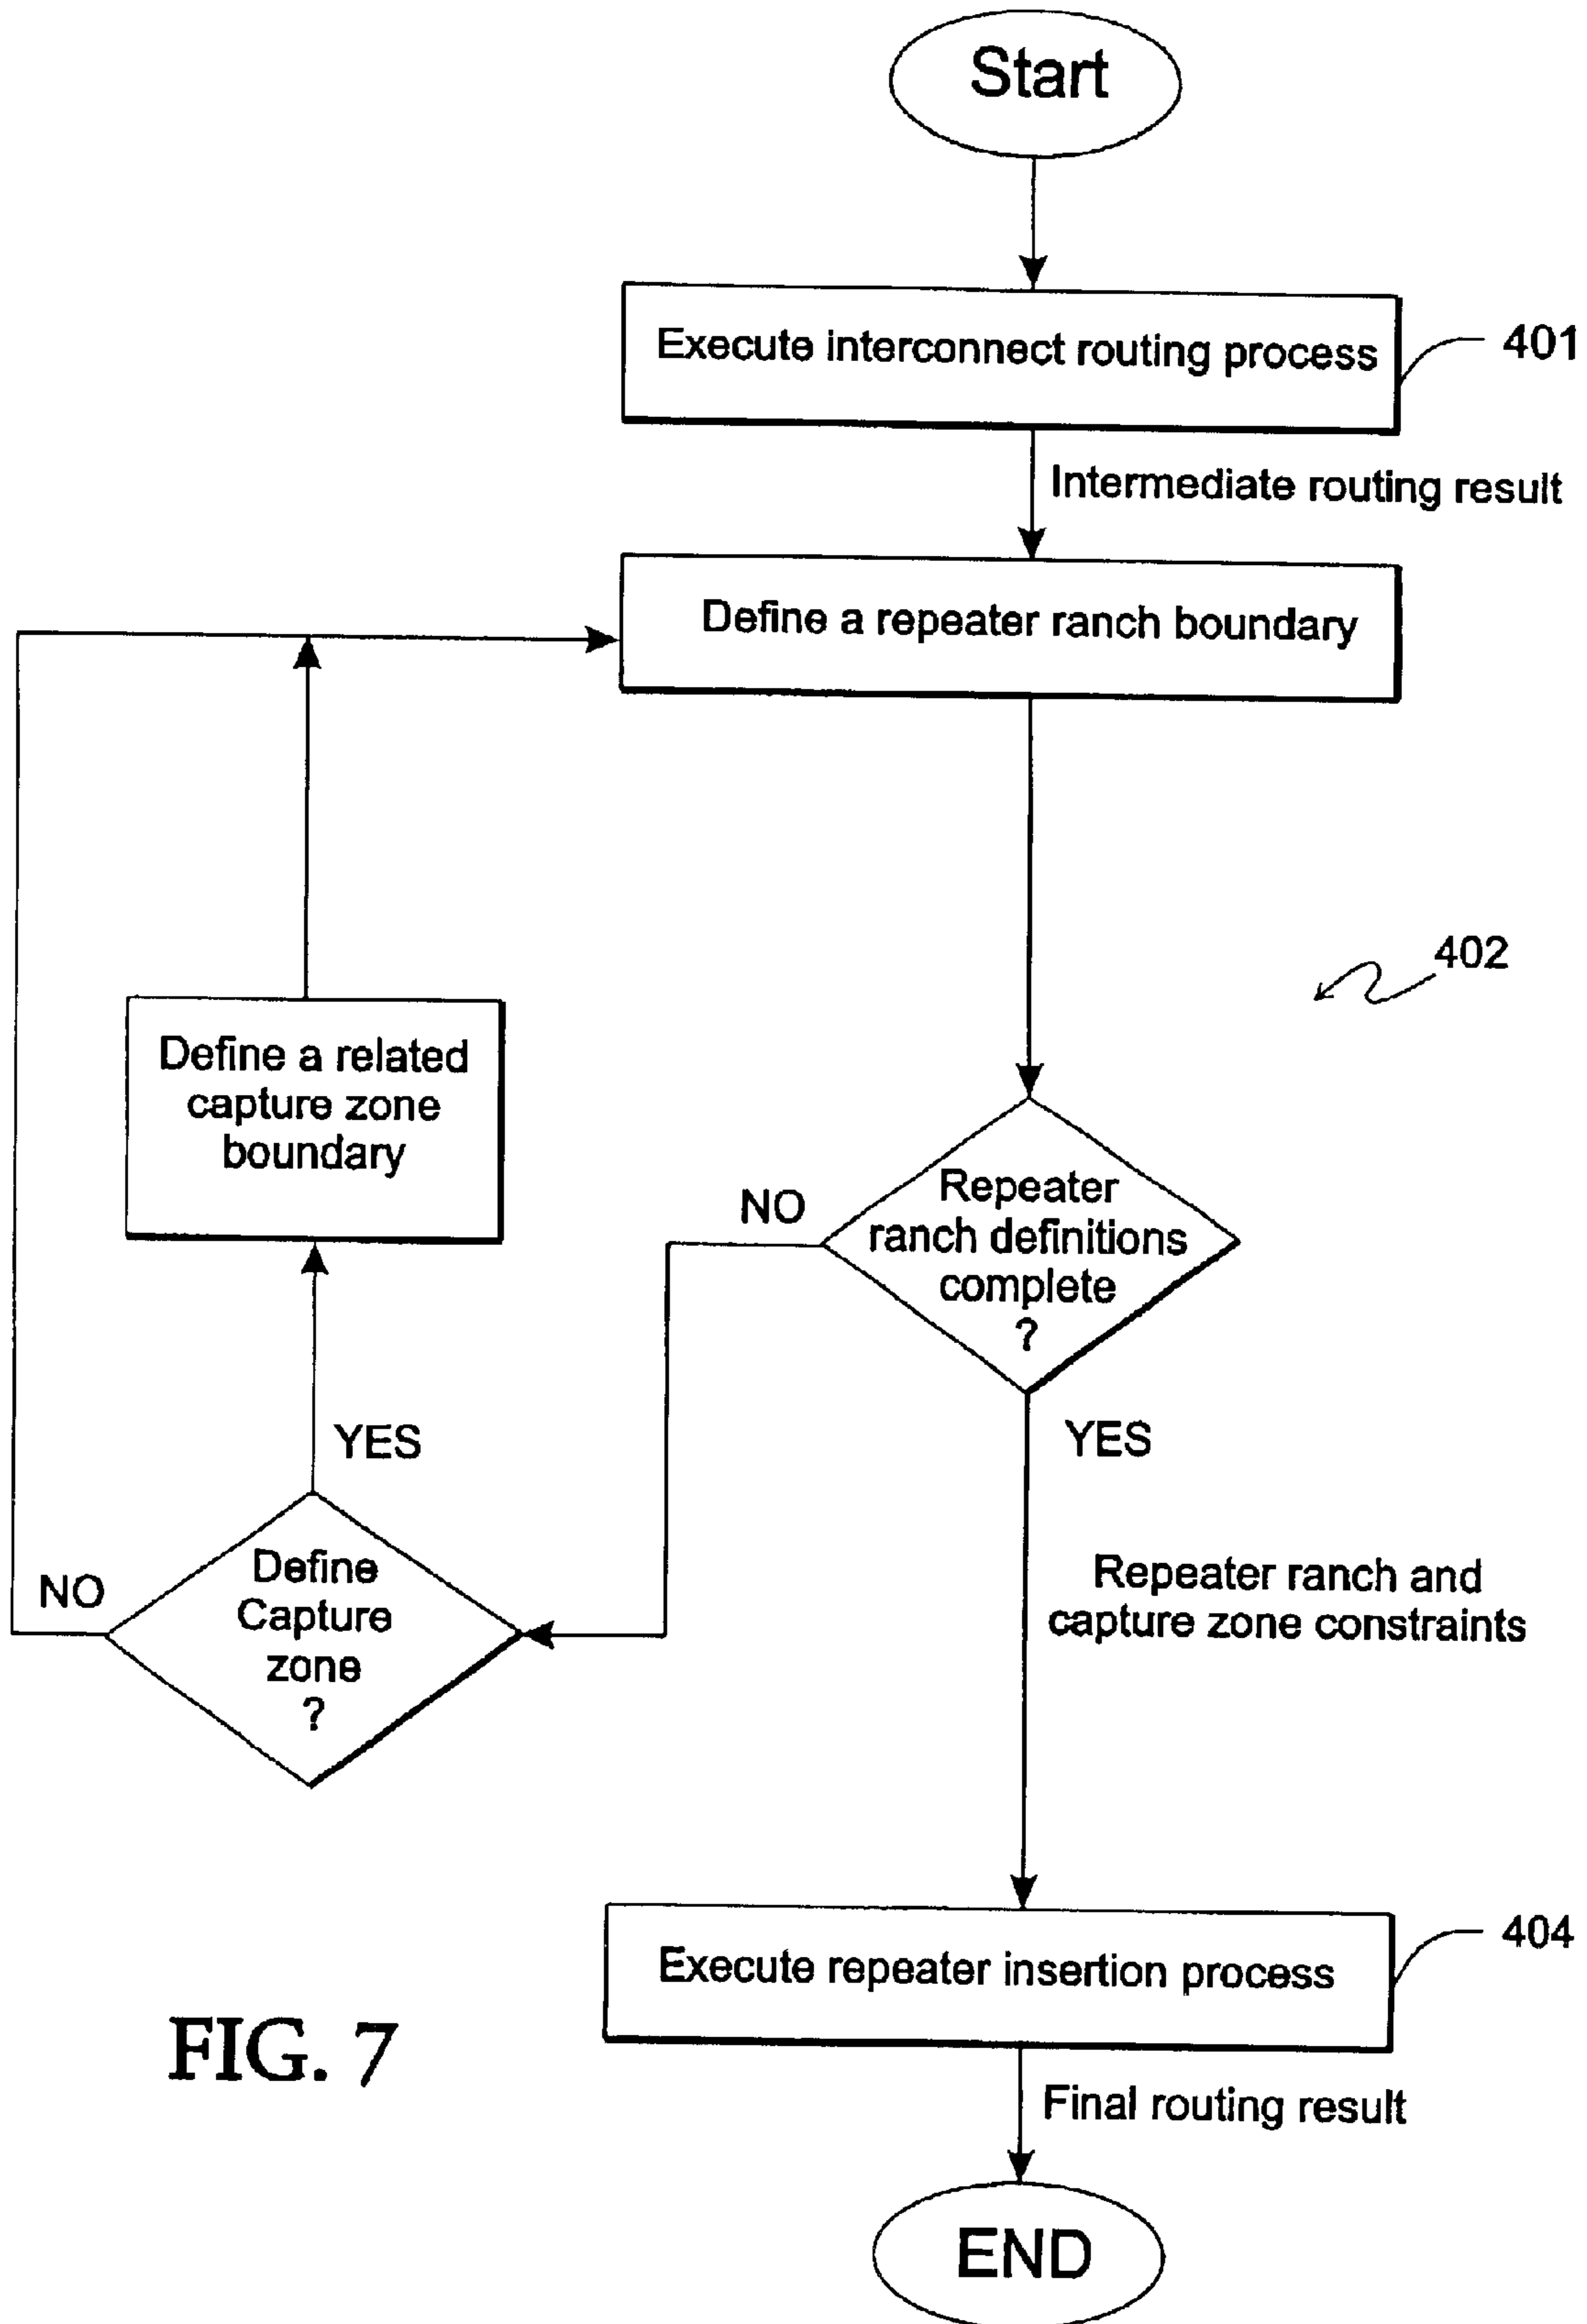 Start
Execute interconnect routing process
401
Intermediate routing result
Define a repeater ranch boundary
402
Define a related
capture zone
boundary
NO
Repeater
ranch definitions
complete
?
YES
YES
NO
Define
Capture
zone
?
Repeater ranch and
capture zone constraints
Execute repeater insertion process
404
FIG. 7
Final routing result
END